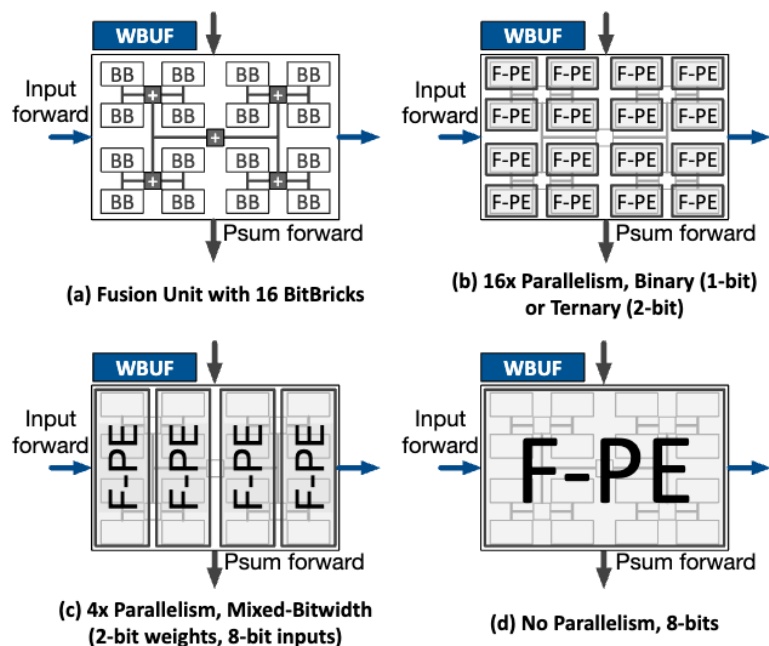 WBUF
Input
forward
BB BB BB BB
+ +
BB BB BB BB
+
BB BB BB BB
+ +
BB BB BB BB
Psum forward
(a) Fusion Unit with 16 BitBricks
WBUF
Input
forward
F-PE F-PE F-PE F-PE
F-PE F-PE F-PE F-PE
F-PE F-PE F-PE F-PE
F-PE F-PE F-PE F-PE
Psum forward
(b) 16x Parallelism, Binary (1-bit)
or Ternary (2-bit)
WBUF
Input
forward
F-PE F-PE F-PE F-PE
Psum forward
(c) 4x Parallelism, Mixed-Bitwidth
(2-bit weights, 8-bit inputs)
WBUF
Input
forward
F-PE
Psum forward
(d) No Parallelism, 8-bits